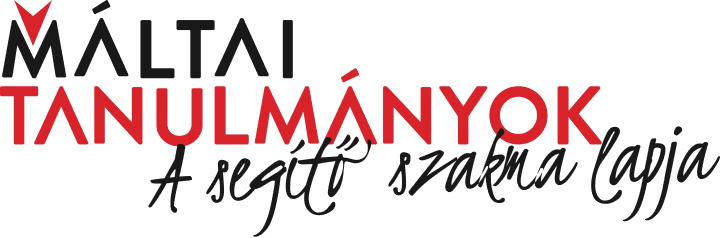 MÁLTAI
TANULMÁNYOK
A segítő szakma lapja